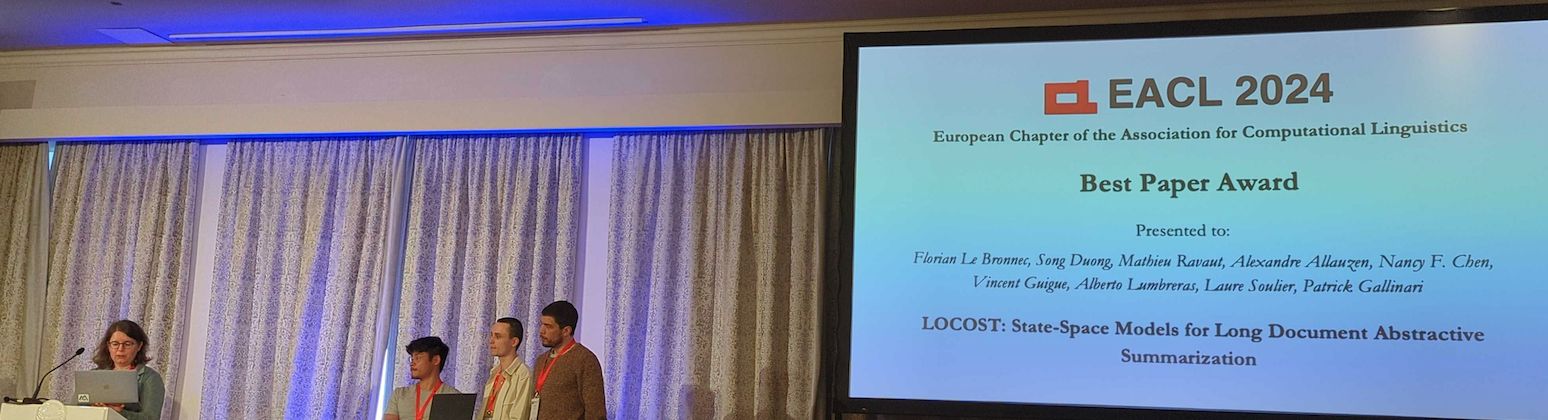 EACL 2024
European Chapter of the Association for Computational Linguistics
Best Paper Award
Presented to:
Florian Le Bronnec, Song Duong, Mathieu Ravaut, Alexandre Allauzen, Nancy F. Chen,
Vincent Guigue, Alberto Lumbreras, Laure Soulier, Patrick Gallinari
LOCOST: State-Space Models for Long Document Abstractive
Summarization